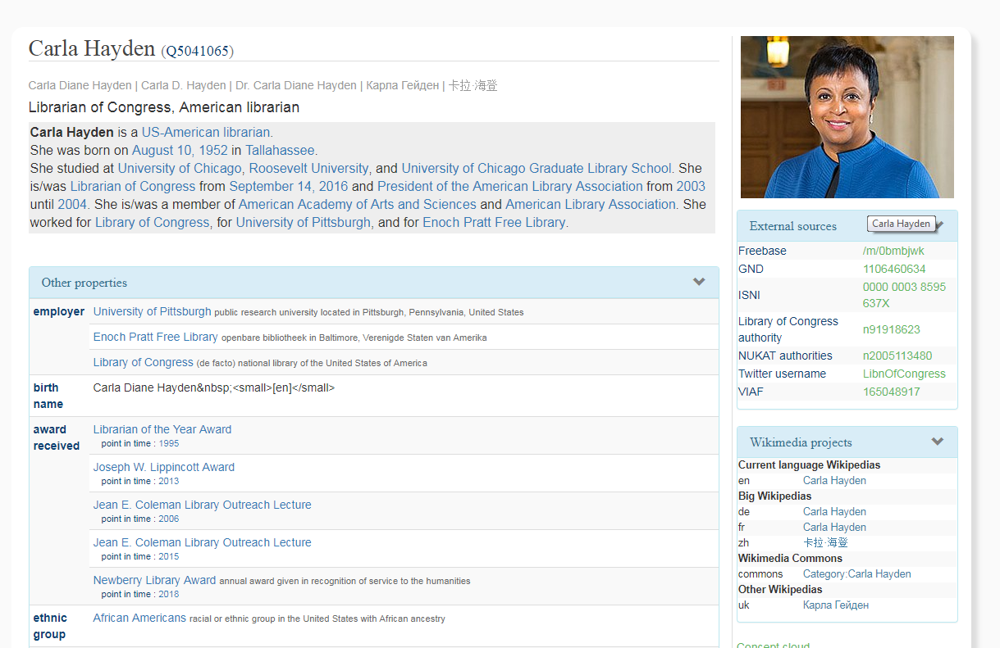 Carla Hayden (Q5041065)
Carla Diane Hayden | Carla D. Hayden | Dr. Carla Diane Hayden | Карла Гейден | 卡拉·海登
Librarian of Congress, American librarian
Carla Hayden is a US-American librarian.
She was born on August 10, 1952 in Tallahassee.
She studied at University of Chicago, Roosevelt University, and University of Chicago Graduate Library School. She
is/was Librarian of Congress from September 14, 2016 and President of the American Library Association from 2003
until 2004. She is/was a member of American Academy of Arts and Sciences and American Library Association. She
worked for Library of Congress, for University of Pittsburgh, and for Enoch Pratt Free Library.
Other properties
employer University of Pittsburgh public research university located in Pittsburgh, Pennsylvania, United States
Enoch Pratt Free Library openbare bibliotheek in Baltimore, Verenigde Staten van Amerika
Library of Congress (de facto) national library of the United States of America
birth Carla Diane Hayden&nbsp;<small>[en]</small>
name
award Librarian of the Year Award
received point in time : 1995
Joseph W. Lippincott Award
point in time : 2013
Jean E. Coleman Library Outreach Lecture
point in time : 2006
Jean E. Coleman Library Outreach Lecture
point in time : 2015
Newberry Library Award annual award given in recognition of service to the humanities
point in time : 2018
ethnic African Americans racial or ethnic group in the United States with African ancestry
group
External sources Carla Hayden
Freebase /m/0bmbjwk
GND 1106460634
ISNI 0000 0003 8595
637X
Library of Congress
authority n91918623
NUKAT authorities n2005113480
Twitter username LibnOfCongress
VIAF 165048917
Wikimedia projects
Current language Wikipedias
en Carla Hayden
Big Wikipedias
de Carla Hayden
fr Carla Hayden
zh 卡拉·海登
Wikimedia Commons
commons Category:Carla Hayden
Other Wikipedias
uk Карла Гейден
Concept cloud